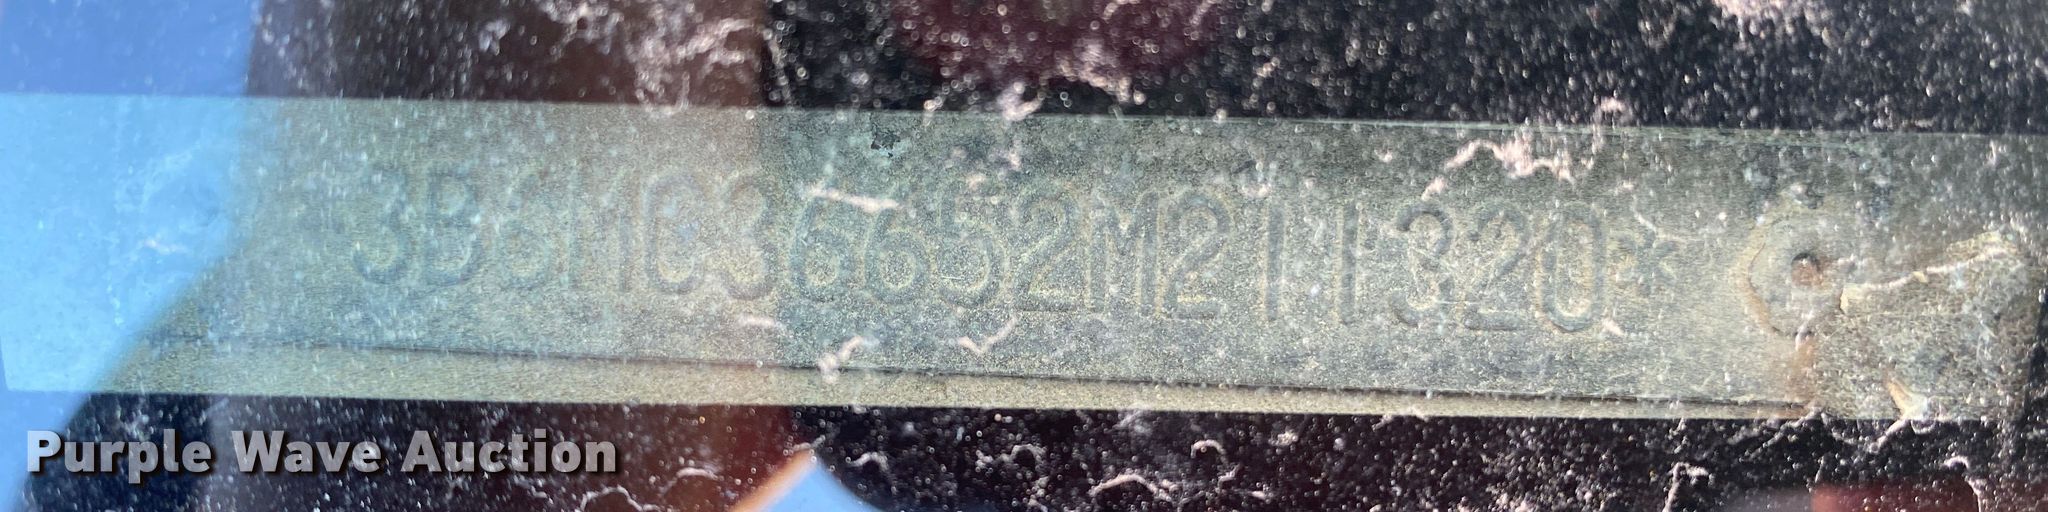 3B6MC36652M211320*
Purple Wave Auction